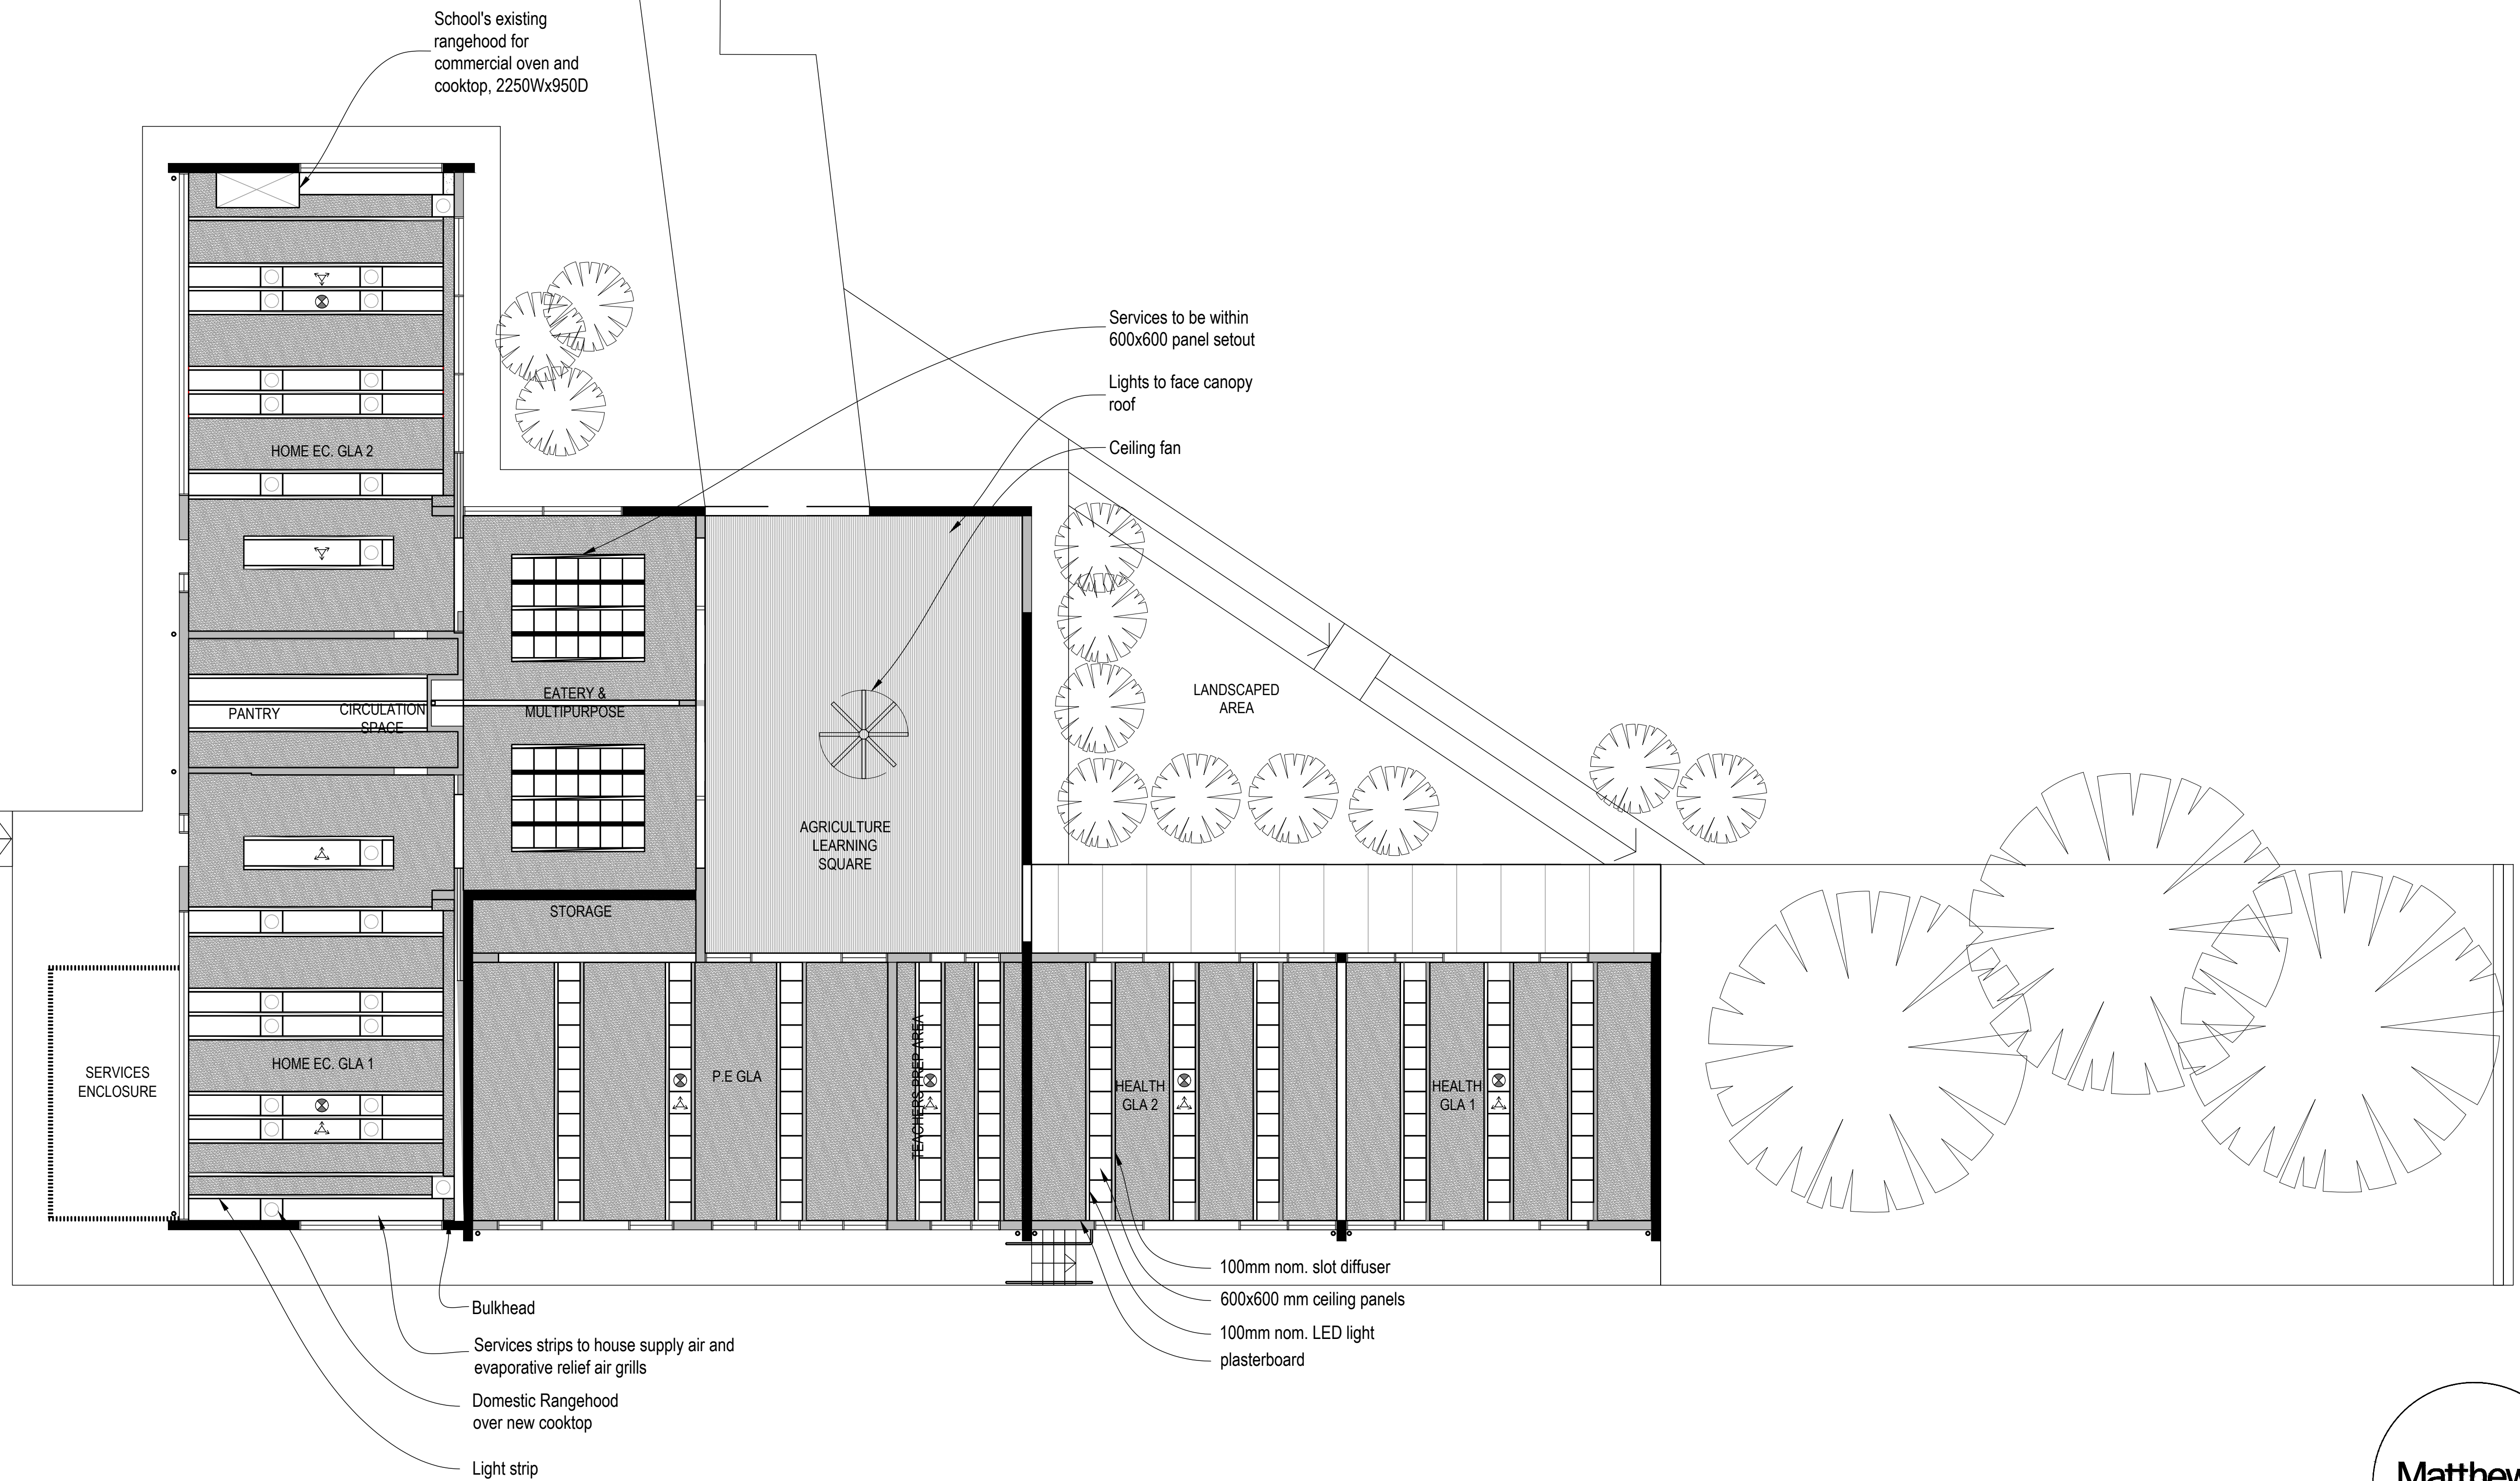 School's existing
rangehood for
commercial oven and
cooktop, 2250Wx950D
Services to be within
600x600 panel setout
Lights to face canopy
roof
Ceiling fan
HOME EC. GLA 2
EATERY &
MULTIPURPOSE
PANTRY
CIRCULATION
SPACE
LANDSCAPED
AREA
AGRICULTURE
LEARNING
SQUARE
STORAGE
SERVICES
ENCLOSURE
HOME EC. GLA 1
P.E GLA
TEACHERS PREP AREA
HEALTH
GLA 2
HEALTH
GLA 1
100mm nom. slot diffuser
600x600 mm ceiling panels
100mm nom. LED light
plasterboard
Bulkhead
Services strips to house supply air and
evaporative relief air grills
Domestic Rangehood
over new cooktop
Light strip
Matthew